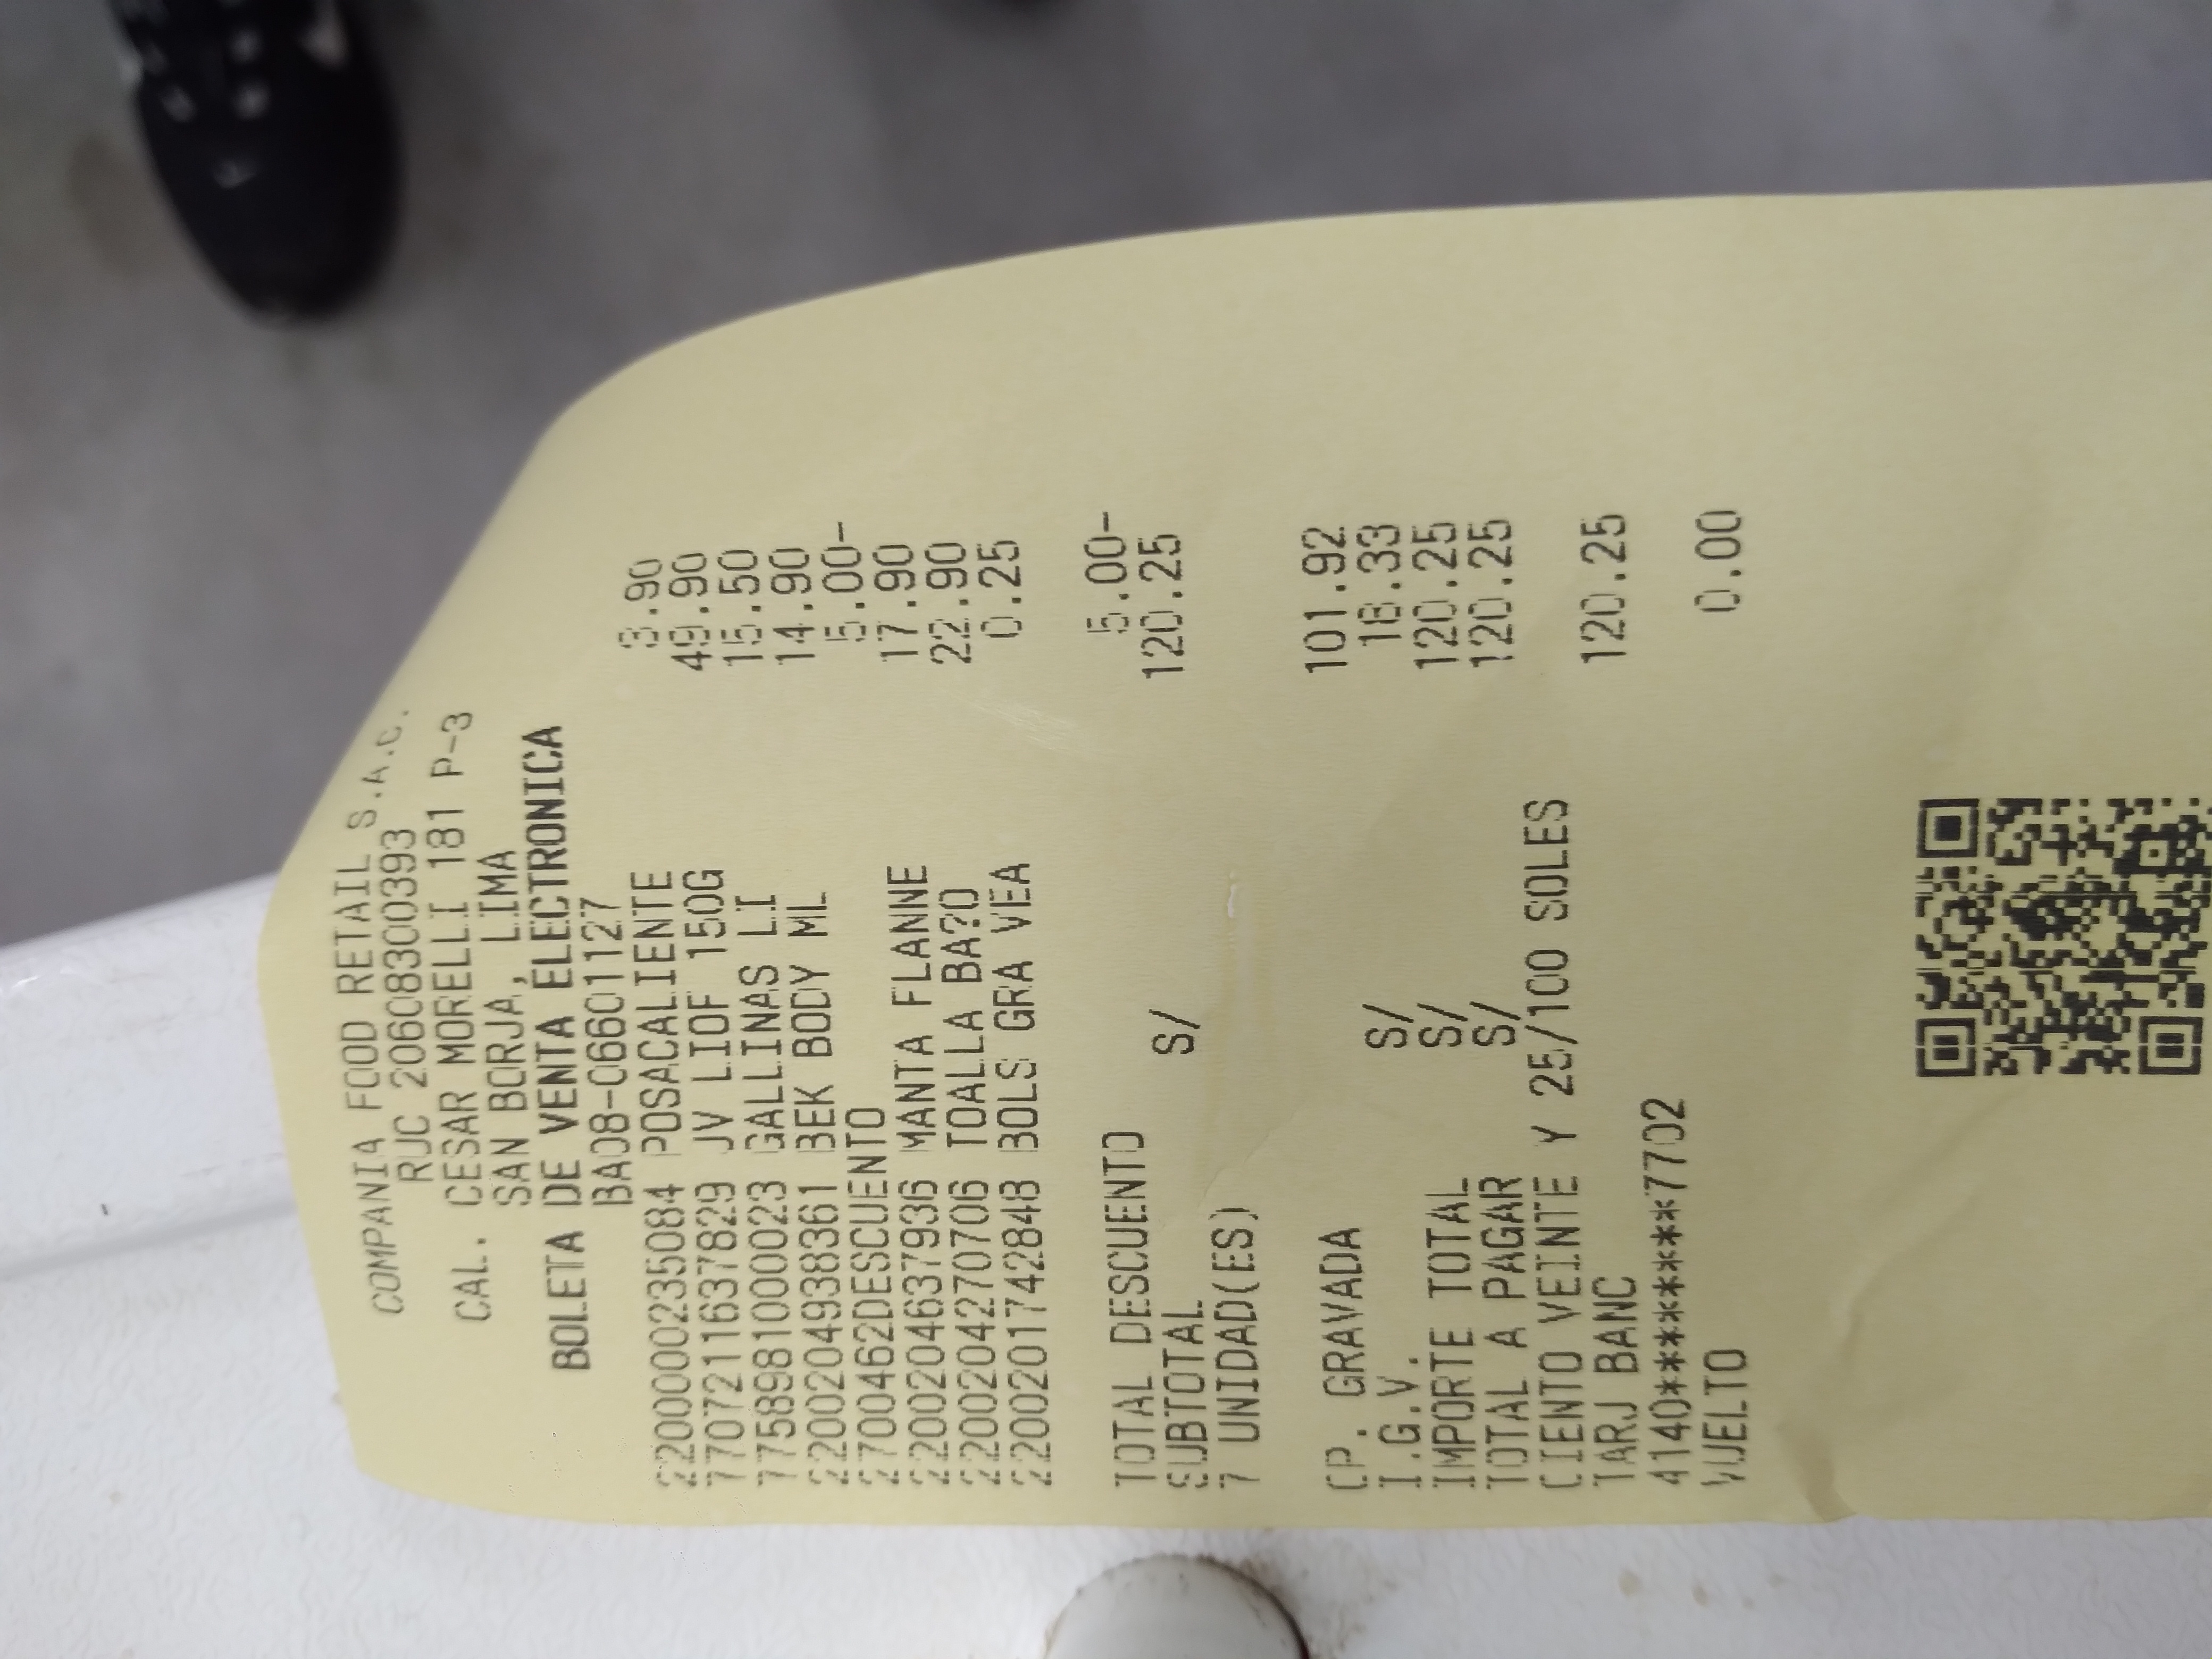 COMPANIA FOOD RETAIL S.A.C.
RUC 20608300393
CAL. CESAR MORELLI 181 P-3
SAN BORJA, LIMA
BOLETA DE VENTA ELECTRONICA
BA08-06601127
2200000235084 POSACALIENTE 3.90
7707211637829 JV LIOF 150G 49.90
7758981000023 GALLINAS LI 15.50
2200204938361 BEK BODY ML 14.90
2700462DESCUENTO 5.00-
2200204637936 MANTA FLANNE 17.90
2200204270706 TOALLA BA?O 22.90
2200201742848 BOLS GRA VEA 0.25
TOTAL DESCUENTO 5.00-
SUBTOTAL S/ 120.25
7 UNIDAD(ES)
OP. GRAVADA 101.92
I.G.V. S/ 18.33
IMPORTE TOTAL S/ 120.25
TOTAL A PAGAR S/ 120.25
CIENTO VEINTE Y 25/100 SOLES
TARJ BANC 120.25
4140********7702
VUELTO 0.00